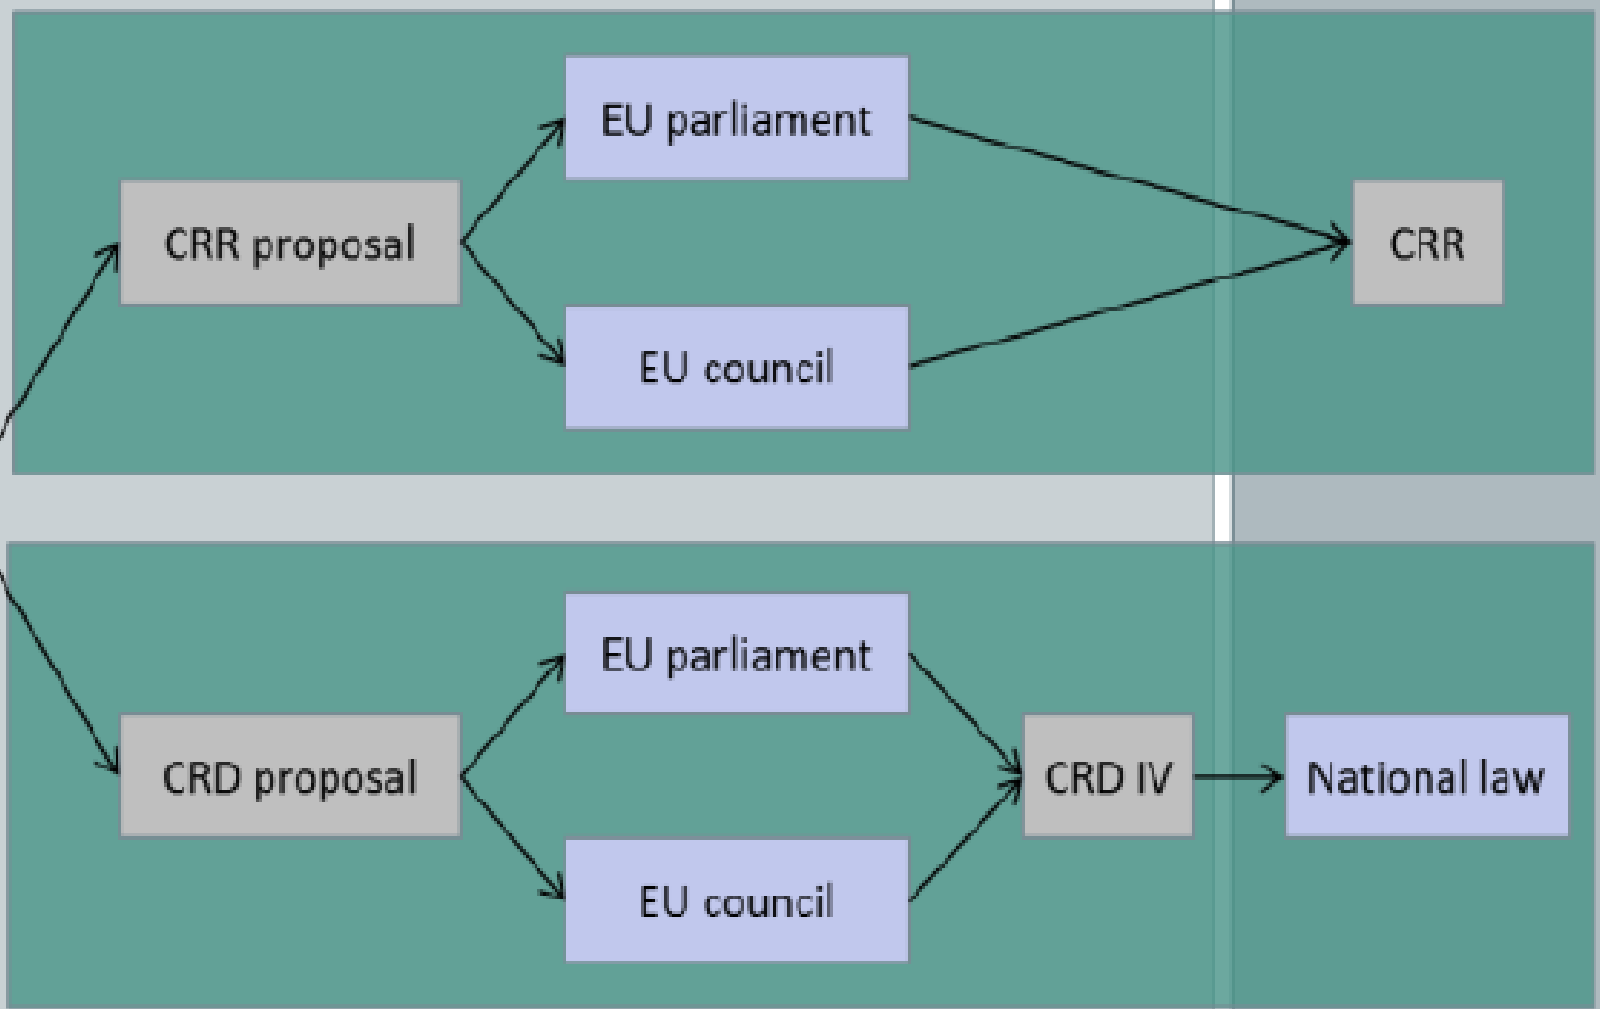 EU parliament
CRR proposal
CRR
EU council
EU parliament
CRD proposal
CRD IV
National law
EU council